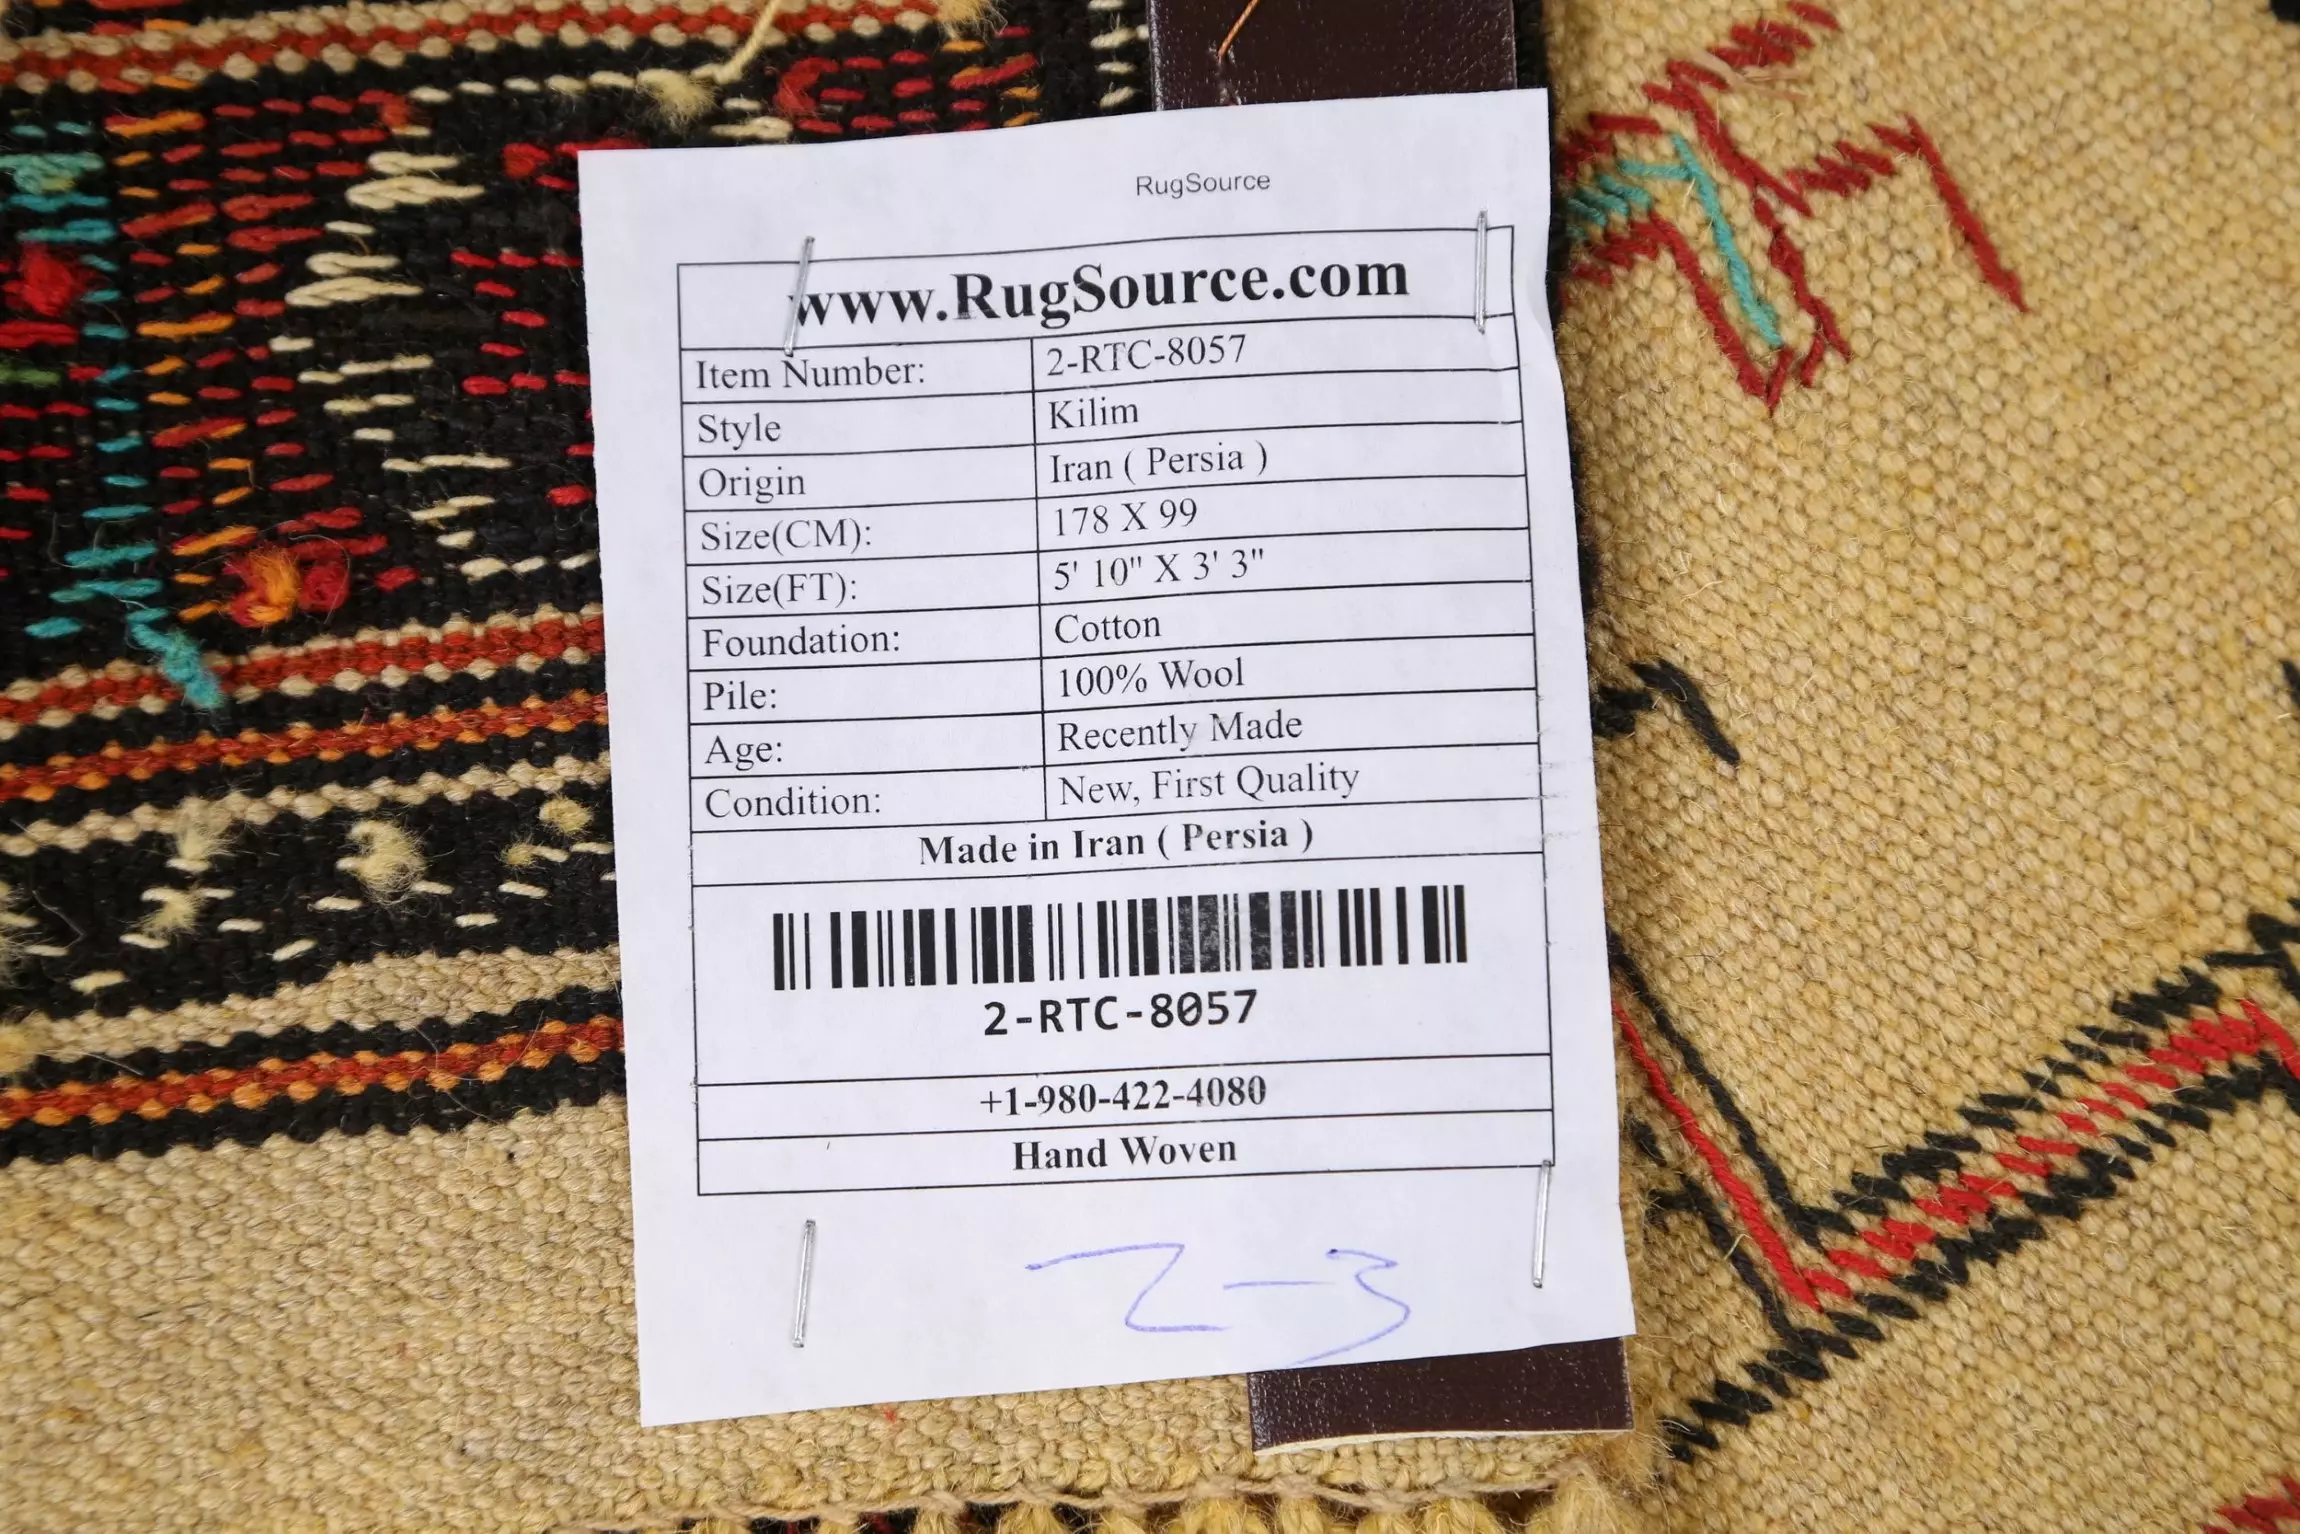 RugSource
www.RugSource.com
Item Number: 2-RTC-8057
Style Kilim
Origin Iran ( Persia )
Size(CM): 178 X 99
Size(FT): 5' 10" X 3' 3"
Foundation: Cotton
Pile: 100% Wool
Age: Recently Made
Condition: New, First Quality
Made in Iran ( Persia )
2-RTC-8057
+1-980-422-4080
Hand Woven
2-3